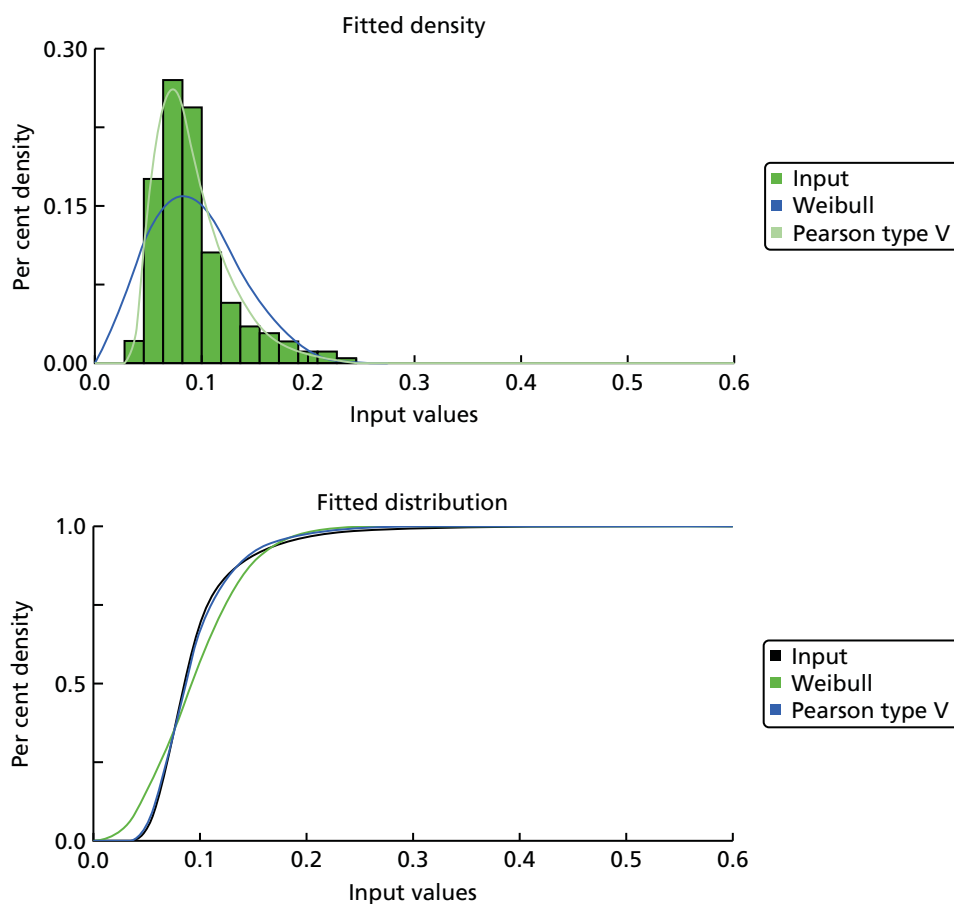 Fitted density
0.30
0.15
0.00
Per cent density
0.0 0.1 0.2 0.3 0.4 0.5 0.6
Input values
Input
Weibull
Pearson type V
Fitted distribution
1.0
0.5
0.0
Per cent density
0.0 0.1 0.2 0.3 0.4 0.5 0.6
Input values
Input
Weibull
Pearson type V